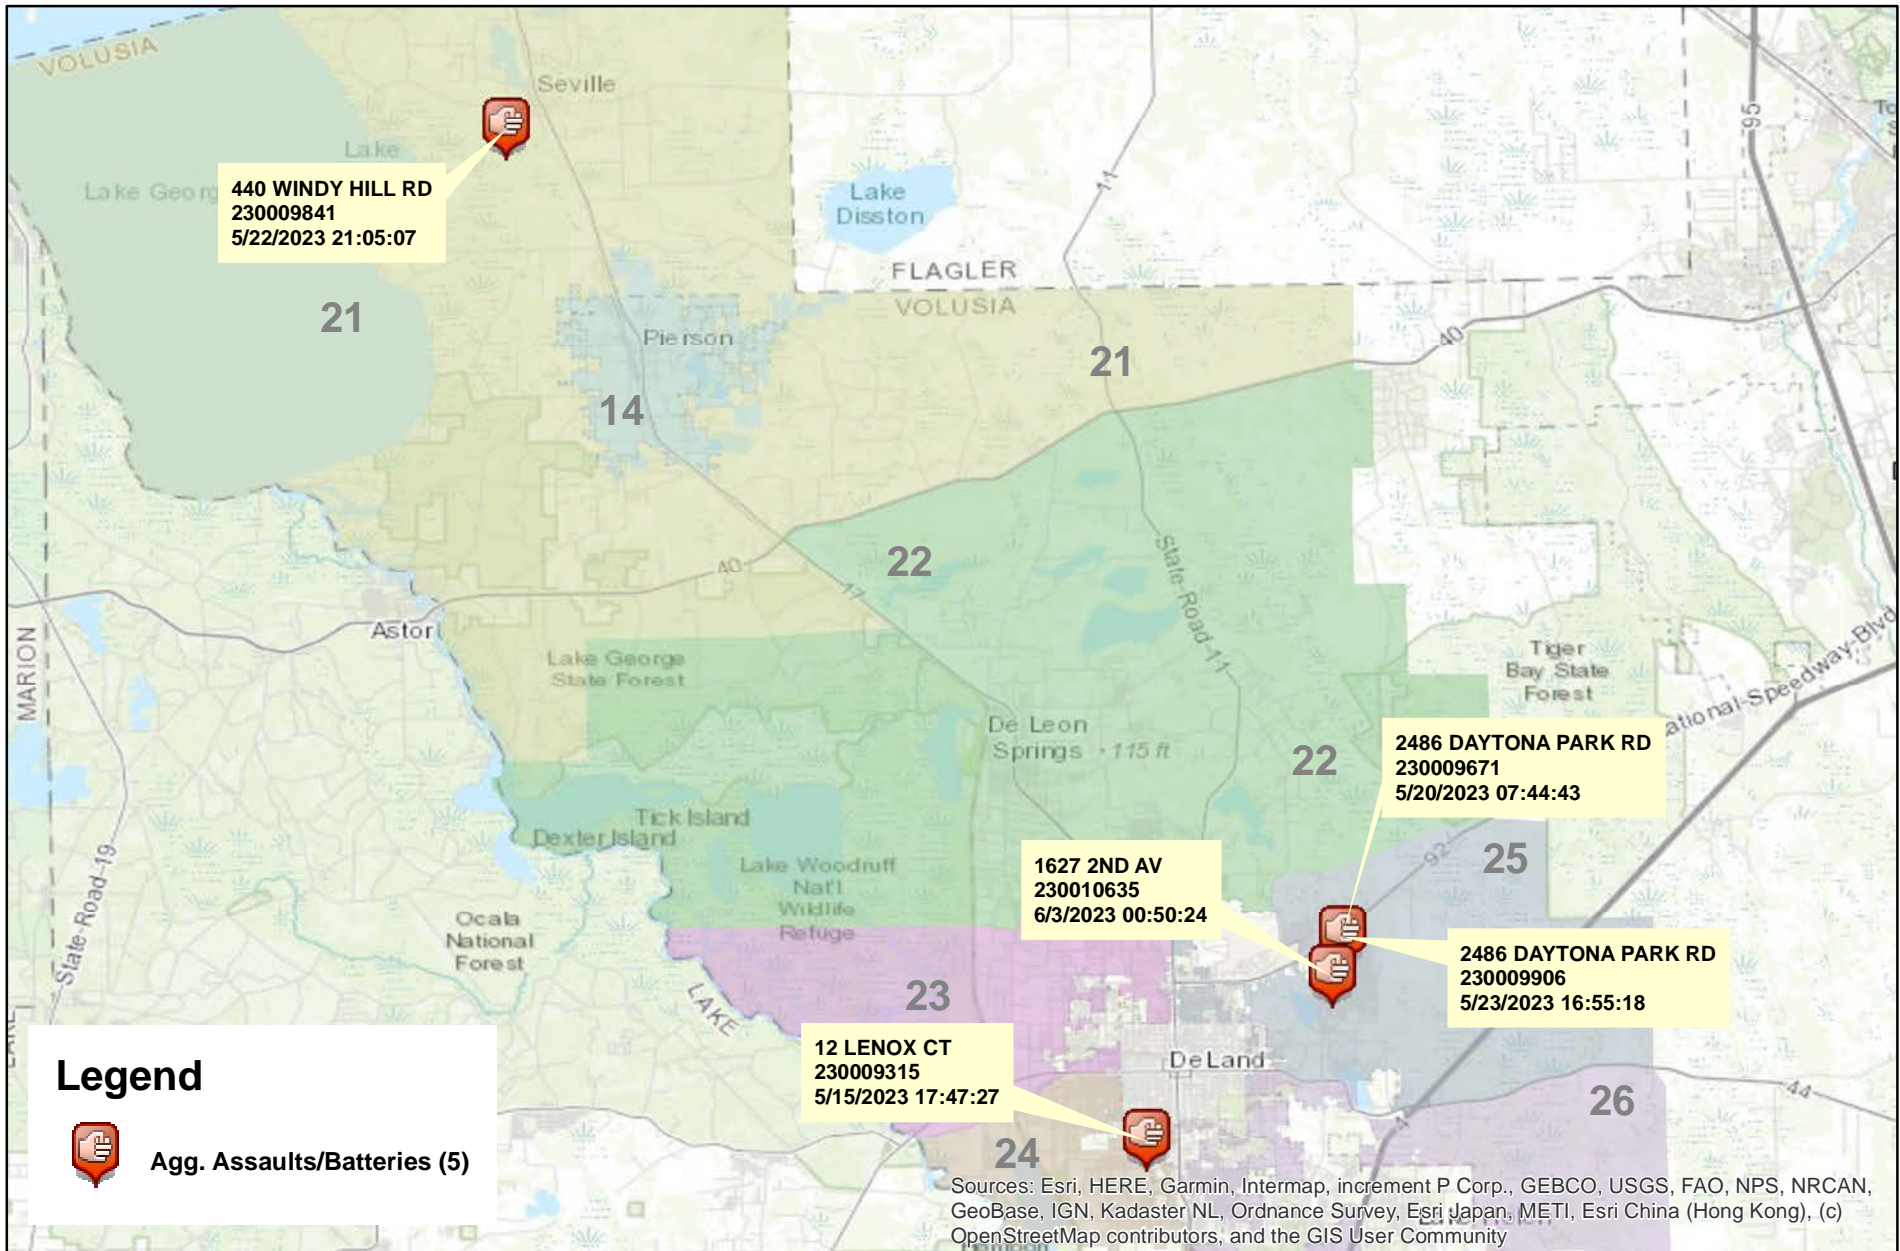 VOLUSIA
Seville
Lake
Lake Georg
440 WINDY HILL RD
230009841
5/22/2023 21:05:07
Lake
Disston
11
95
To
FLAGLER
VOLUSIA
21
Pierson
21
40
14
22
40
17
State-Road-11
Astor
MARION
Lake George
State Forest
Tiger
Bay State
Forest
ational-Speedway-Blvd
De Leon
Springs · 115 ft
22
2486 DAYTONA PARK RD
230009671
5/20/2023 07:44:43
Tick Island
Dexter Island
State-Road-19
92
25
Lake Woodruff
Nat'l
Wildlife
Refuge
1627 2ND AV
230010635
6/3/2023 00:50:24
Ocala
National
Forest
2486 DAYTONA PARK RD
230009906
5/23/2023 16:55:18
23
LAKE
LAKE
12 LENOX CT
230009315
5/15/2023 17:47:27
DeLand
44
26
4
24
Legend
Agg. Assaults/Batteries (5)
Sources: Esri, HERE, Garmin, Intermap, increment P Corp., GEBCO, USGS, FAO, NPS, NRCAN,
GeoBase, IGN, Kadaster NL, Ordnance Survey, Esri Japan, METI, Esri China (Hong Kong), (c)
OpenStreetMap contributors, and the GIS User Community